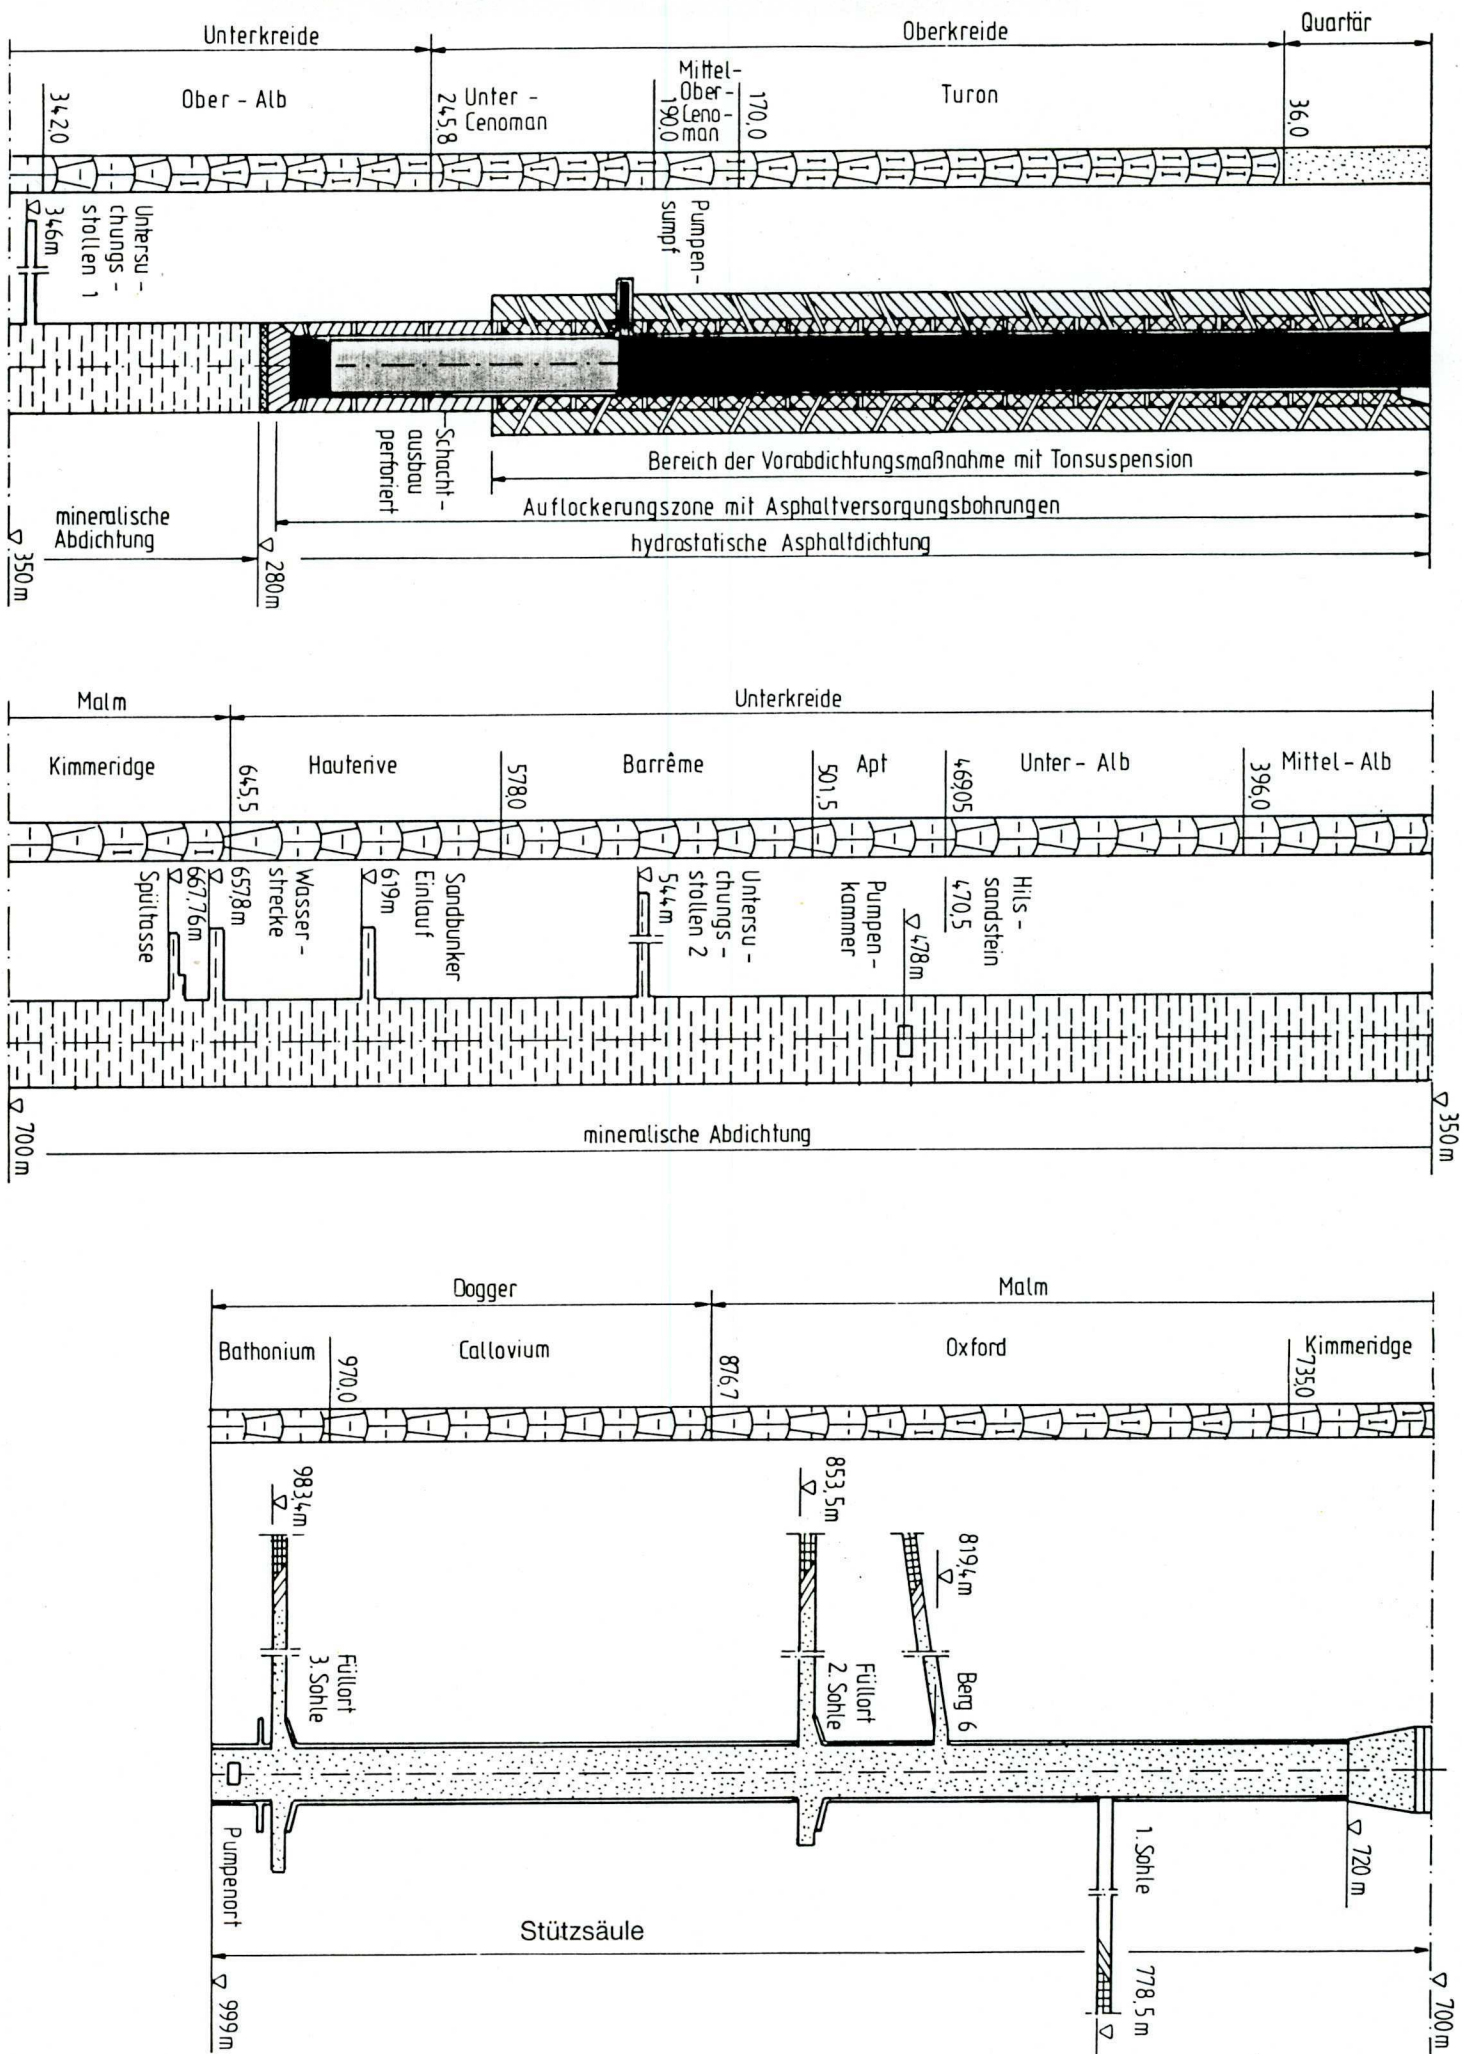 Unterkreide
Oberkreide
Quartär
Ober - Alb
Unter -
Cenoman
Mittel-
Ober-
Ceno-
man
Turon
342,0
245,8
190,0
170,0
36,0
346m
Untersu -
chungs -
stollen 1
Pumpen-
sumpf
Schacht -
ausbau
perforiert
Bereich der Vorabdichtungsmaßnahme mit Tonsuspension
Auflockerungszone mit Asphaltversorgungsbohrungen
hydrostatische Asphaltdichtung
mineralische
Abdichtung
350m
280m
Malm
Unterkreide
Kimmeridge
Hauterive
Barrême
Apt
Unter - Alb
Mittel-Alb
645,5
578,0
501,5
469,05
396,0
Spültasse
667,76m
657,8m
Wasser -
strecke
619m
Sandbunker
Einlauf
544m
Untersu -
chungs -
stollen 2
Pumpen-
kammer
478m
Hils -
sandstein
470,5
mineralische Abdichtung
700m
350m
Dogger
Malm
Bathonium
Callovium
Oxford
Kimmeridge
970,0
876,7
735,0
983,4m
853,5m
819,4m
Füllort
3. Sohle
Füllort
2. Sohle
Berg 6
Pumpenort
1. Sohle
720m
Stützsäule
999m
778,5m
700m